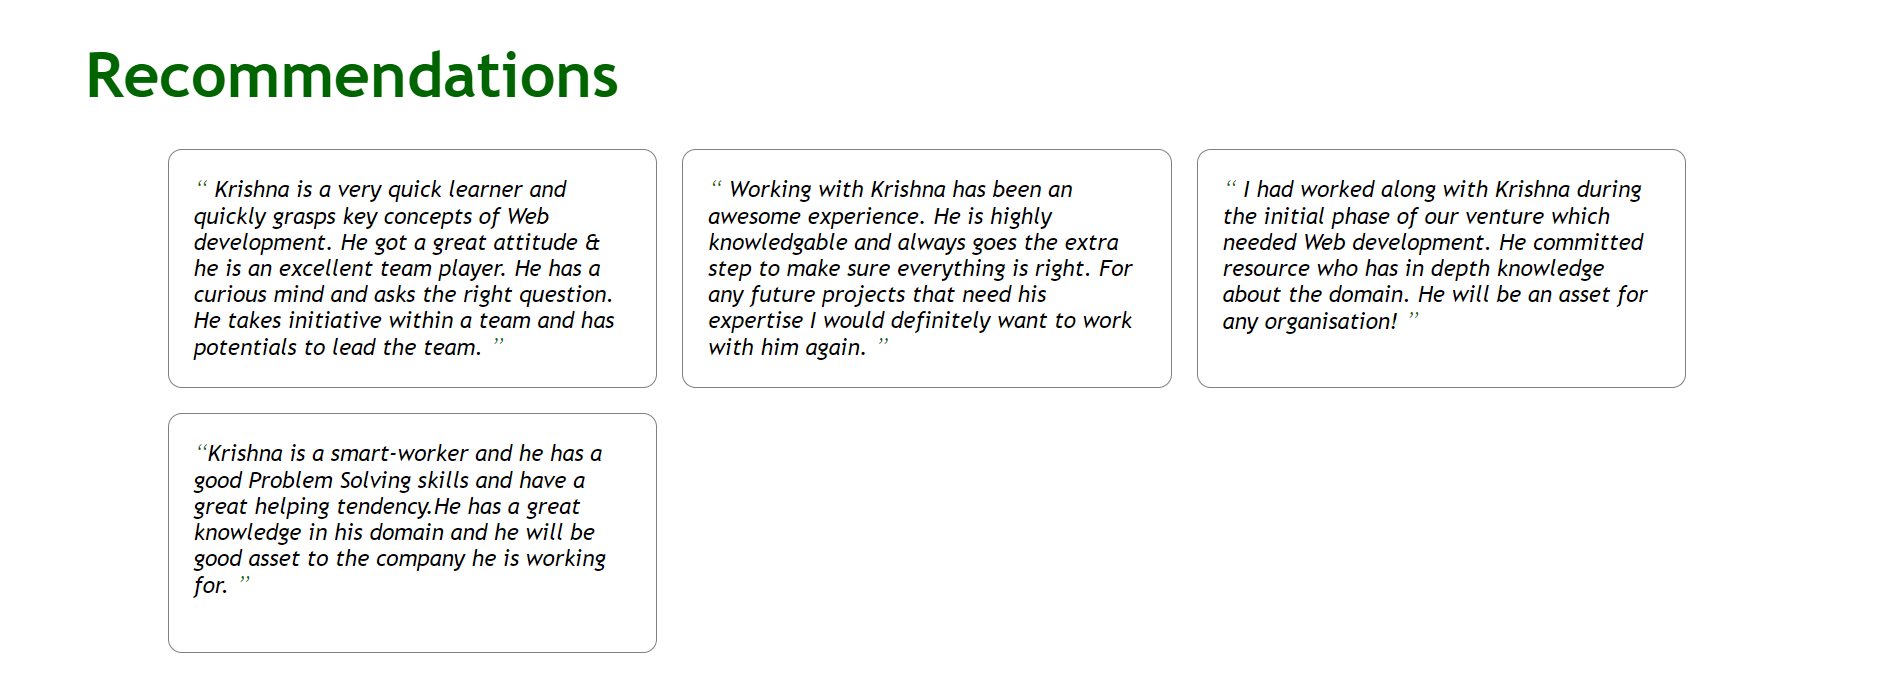 Recommendations
“ Krishna is a very quick learner and
quickly grasps key concepts of Web
development. He got a great attitude &
he is an excellent team player. He has a
curious mind and asks the right question.
He takes initiative within a team and has
potentials to lead the team. ”
“ Working with Krishna has been an
awesome experience. He is highly
knowledgable and always goes the extra
step to make sure everything is right. For
any future projects that need his
expertise I would definitely want to work
with him again. ”
“ I had worked along with Krishna during
the initial phase of our venture which
needed Web development. He committed
resource who has in depth knowledge
about the domain. He will be an asset for
any organisation! ”
“Krishna is a smart-worker and he has a
good Problem Solving skills and have a
great helping tendency.He has a great
knowledge in his domain and he will be
good asset to the company he is working
for. ”